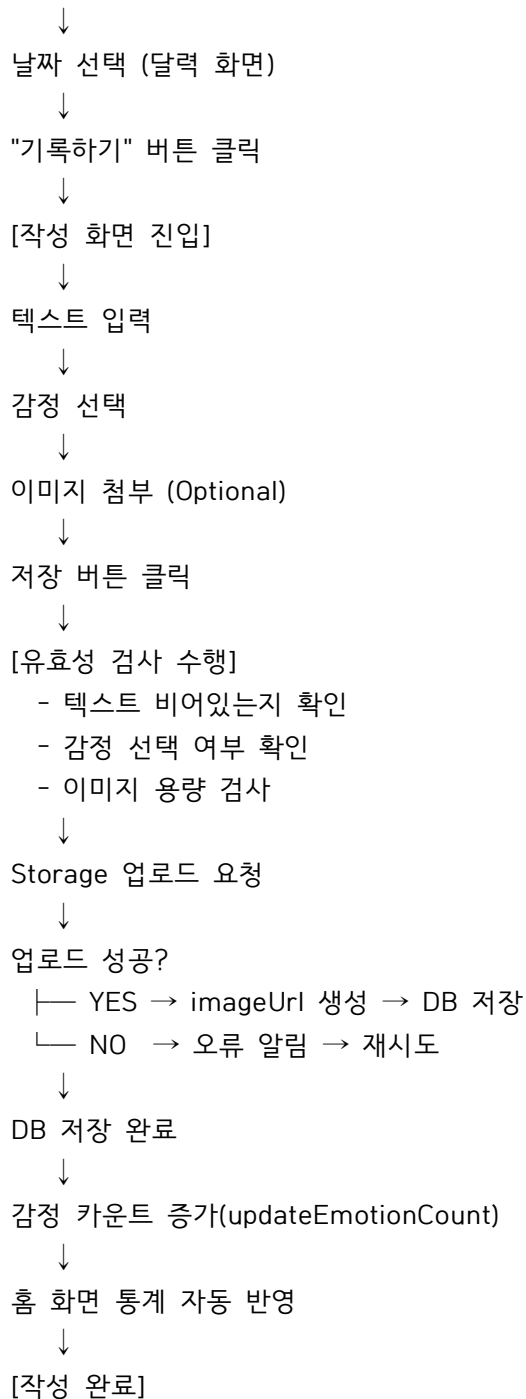 ↓
날짜 선택 (달력 화면)
↓
"기록하기" 버튼 클릭
↓
[작성 화면 진입]
↓
텍스트 입력
↓
감정 선택
↓
이미지 첨부 (Optional)
↓
저장 버튼 클릭
↓
[유효성 검사 수행]
- 텍스트 비어있는지 확인
- 감정 선택 여부 확인
- 이미지 용량 검사
↓
Storage 업로드 요청
↓
업로드 성공?
├── YES → imageUrl 생성 → DB 저장
└── NO → 오류 알림 → 재시도
↓
DB 저장 완료
↓
감정 카운트 증가(updateEmotionCount)
↓
홈 화면 통계 자동 반영
↓
[작성 완료]